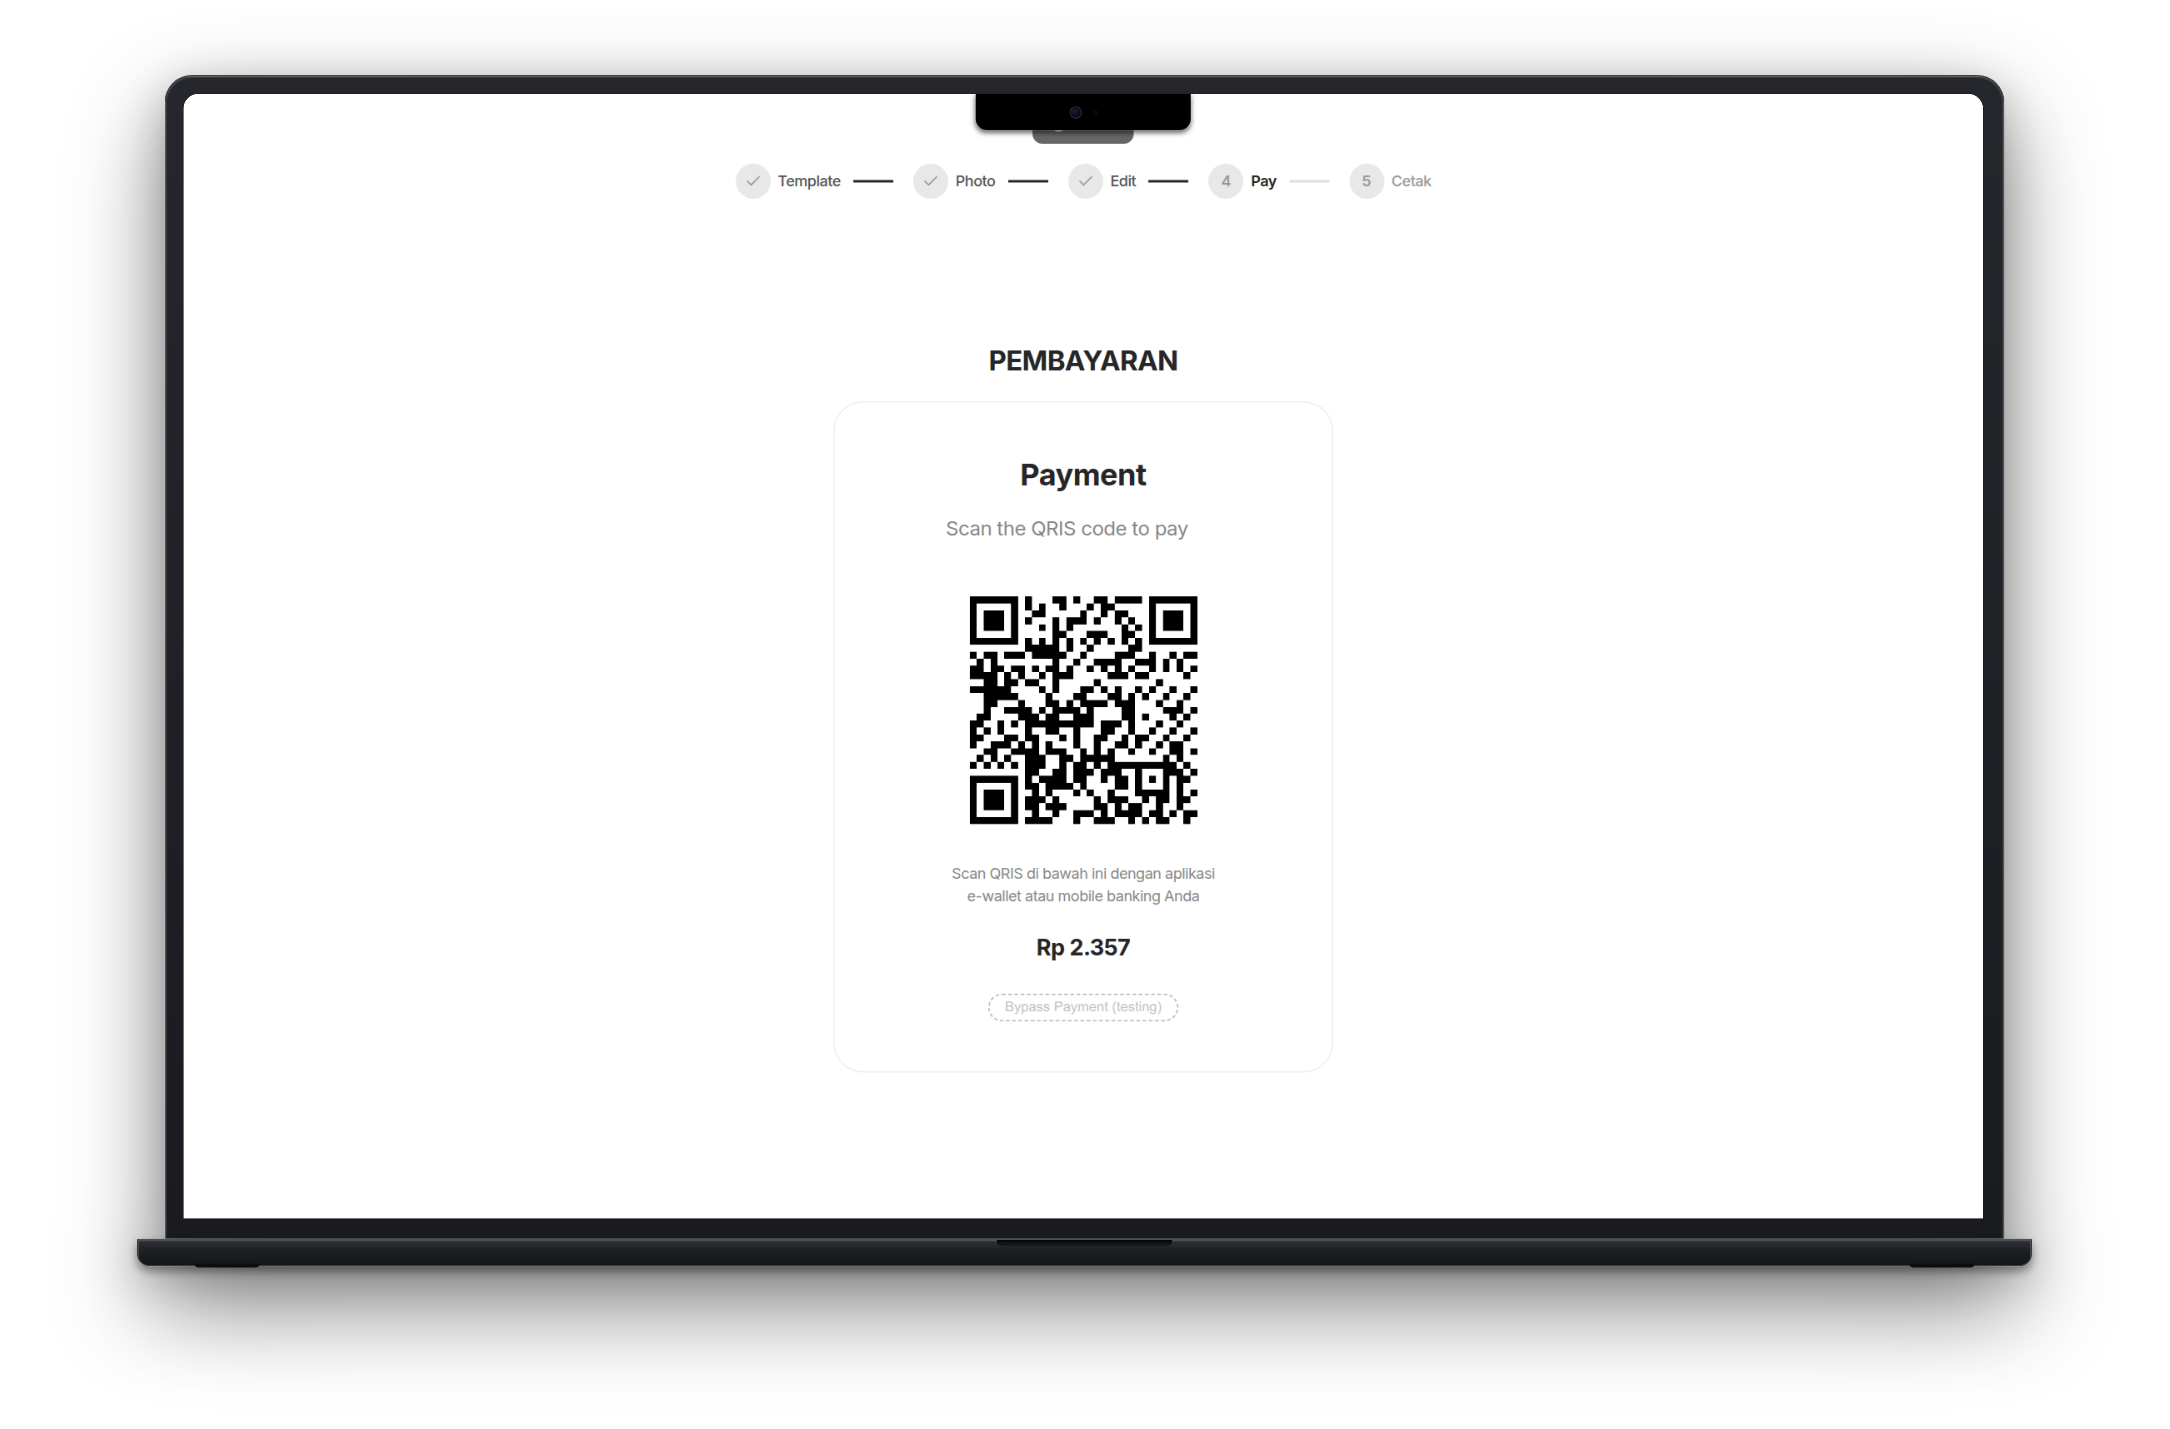 Template
Photo
Edit
4 Pay
5 Cetak
PEMBAYARAN
Payment
Scan the QRIS code to pay
Scan QRIS di bawah ini dengan aplikasi
e-wallet atau mobile banking Anda
Rp 2.357
Bypass Payment (testing)